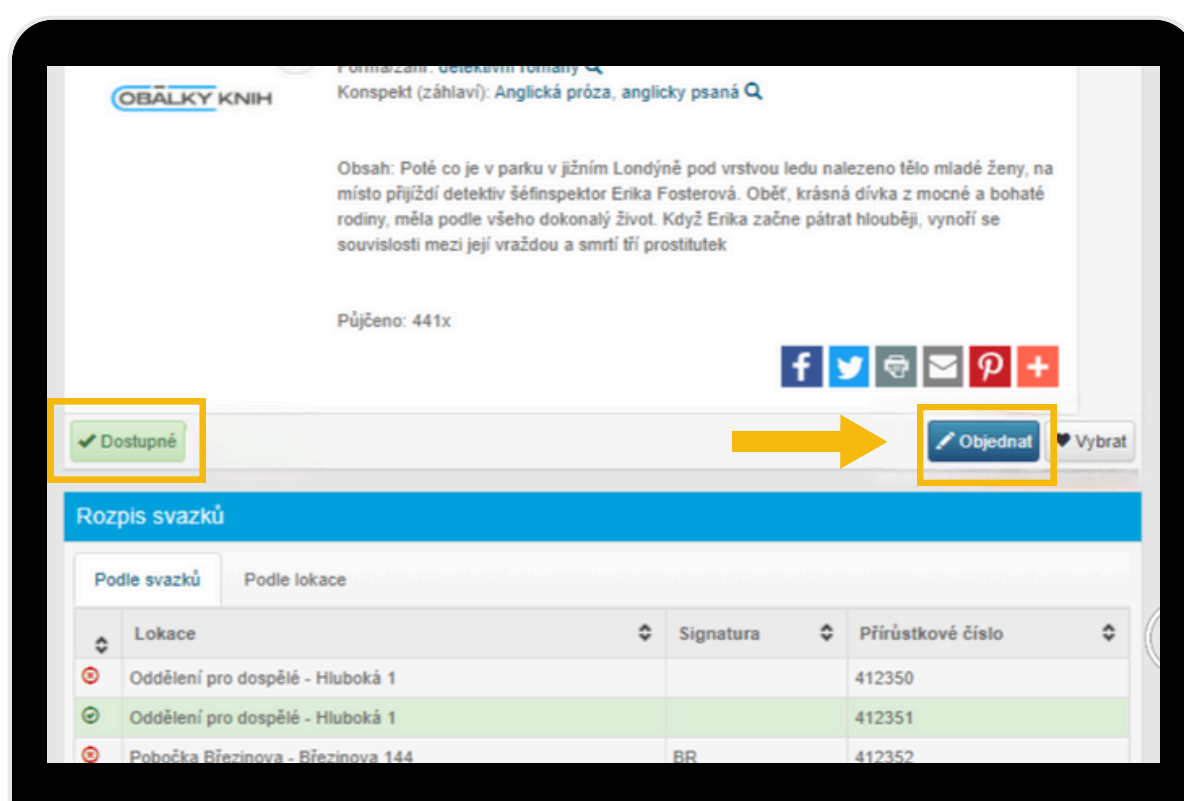 Forma/žánr: detektivní romány
OBÁLKY KNIH
Konspekt (záhlaví): Anglická próza, anglicky psaná
Obsah: Poté co je v parku v jižním Londýně pod vrstvou ledu nalezeno tělo mladé ženy, na
místo přijíždí detektiv šéfinspektor Erika Fosterová. Oběť, krásná dívka z mocné a bohaté
rodiny, měla podle všeho dokonalý život. Když Erika začne pátrat hlouběji, vynoří se
souvislosti mezi její vraždou a smrtí tří prostitutek
Půjčeno: 441x
Dostupné
Objednat
Vybrat
Rozpis svazků
Podle svazků
Podle lokace
Lokace Signatura Přírůstkové číslo
Oddělení pro dospělé - Hluboká 1 412350
Oddělení pro dospělé - Hluboká 1 412351
Pobočka Březinova - Březinova 144 BR 412352